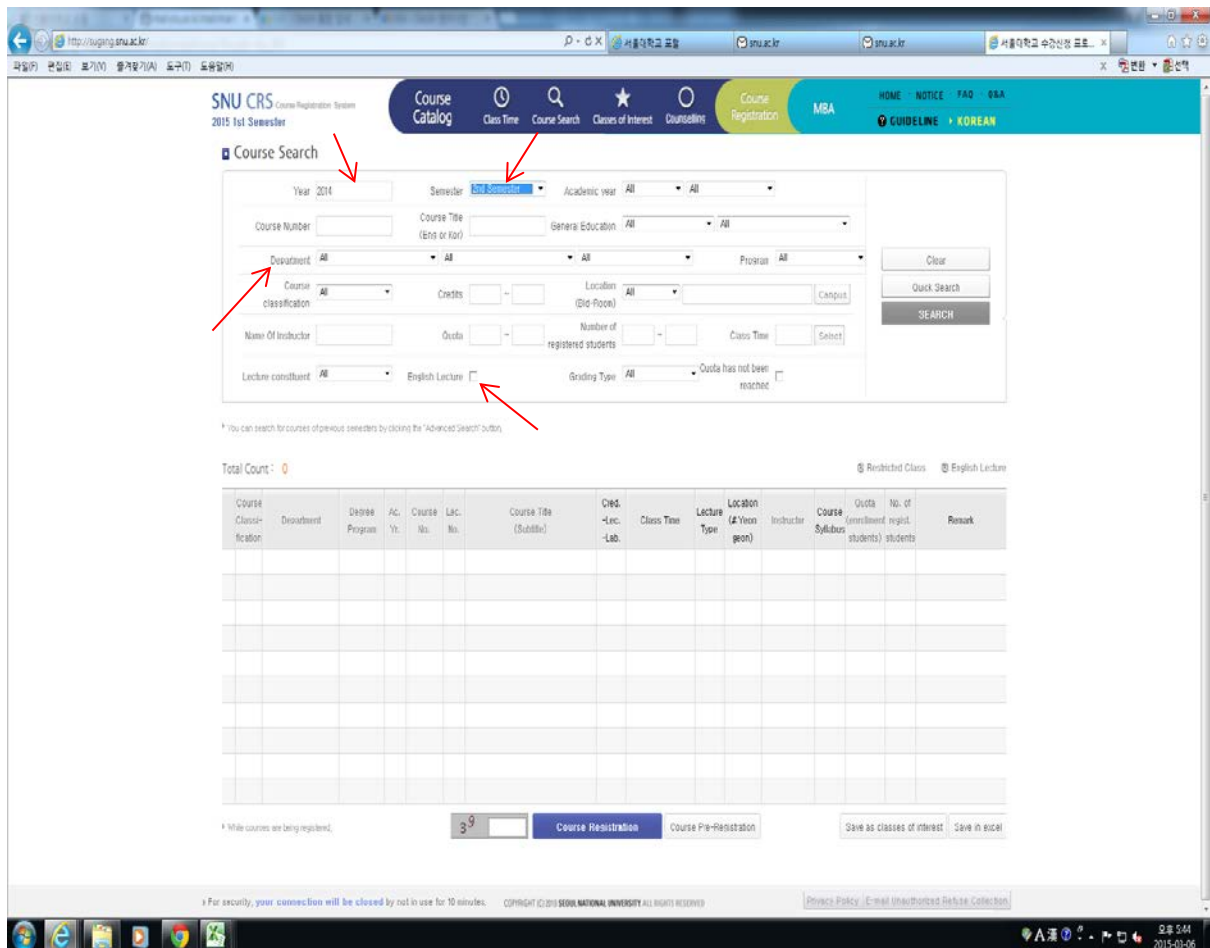 http://sugang.snu.ac.kr/
서울대학교 포털
snu.ac.kr
snu.ac.kr
서울대학교 수강신청 프로...
파일(F) 편집(E) 보기(V) 즐겨찾기(A) 도구(T) 도움말(H)
x 변환 선택
SNU CRS Course Registration System
2015 1st Semester
Course Catalog
Class Time
Course Search
Classes of Interest
Counselling
Course Registration
MBA
HOME NOTICE FAQ Q&A
GUIDELINE KOREAN
Course Search
Year 2014 Semester 2nd Semester Academic year All All
Course Number Course Title (Eng or Kor) General Education All All
Department All All All Program All
Clear
Course classification All Credits ~ Location (Bld-Room) All Campus
Quick Search
SEARCH
Name Of Instructor Quota ~ Number of registered students ~ Class Time Select
Lecture constituent All English Lecture Grading Type All Quota has not been reached
You can search for courses of previous semesters by clicking the "Advanced Search" button.
Total Count : 0
Restricted Class English Lecture
Course Classi-fication
Department
Degree Program
Ac. Yr.
Course No.
Lec. No.
Course Title (Subtitle)
Cred. -Lec. -Lab.
Class Time
Lecture Type
Location (#:Yeon geon)
Instructor
Course Syllabus
Quota (enrollment students)
No. of regist. students
Remark
While courses are being registered,
39
Course Registration
Course Pre-Registration
Save as classes of interest
Save in excel
For security, your connection will be closed by not in use for 10 minutes.
COPYRIGHT (C) 2013 SEOUL NATIONAL UNIVERSITY ALL RIGHTS RESERVED
Privacy Policy E-mail Unauthorized Refuse Collection
A 漢
오후 5:44
2015-03-06